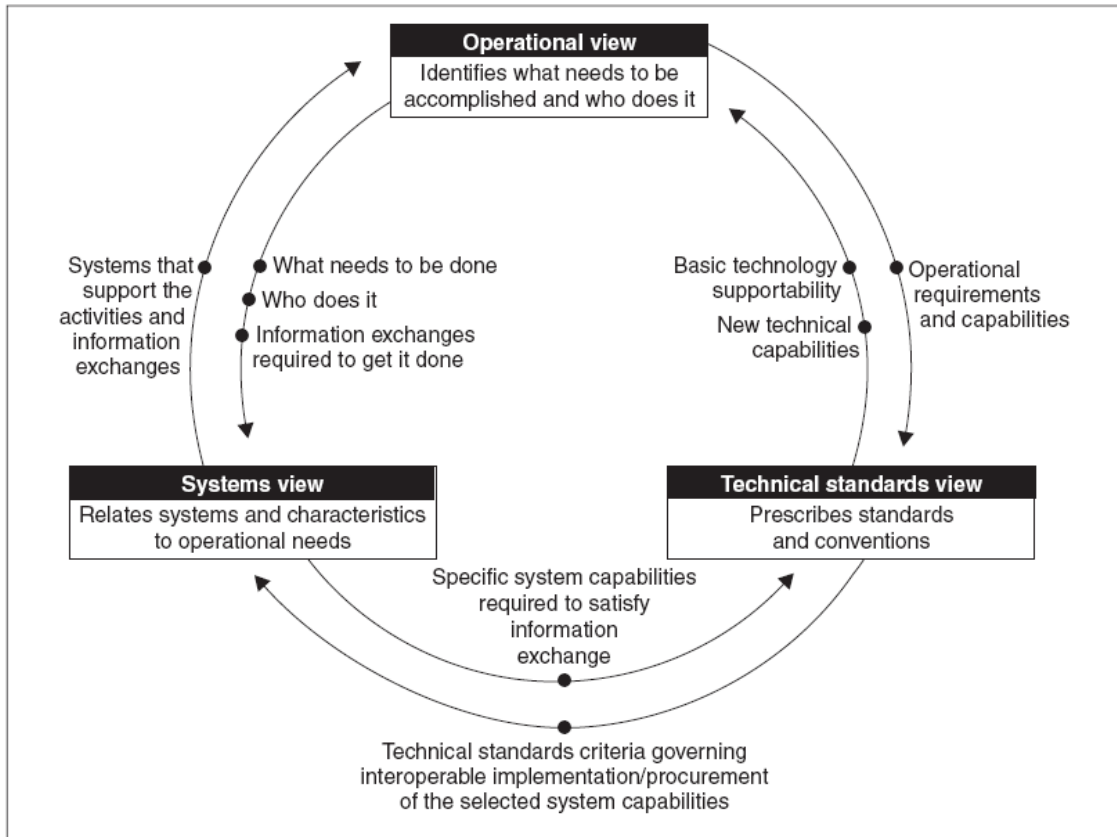 Operational view
Identifies what needs to be
accomplished and who does it
Systems that
support the
activities and
information
exchanges
What needs to be done
Who does it
Information exchanges
required to get it done
Basic technology
supportability
New technical
capabilities
Operational
requirements
and capabilities
Systems view
Relates systems and characteristics
to operational needs
Technical standards view
Prescribes standards
and conventions
Specific system capabilities
required to satisfy
information
exchange
Technical standards criteria governing
interoperable implementation/procurement
of the selected system capabilities